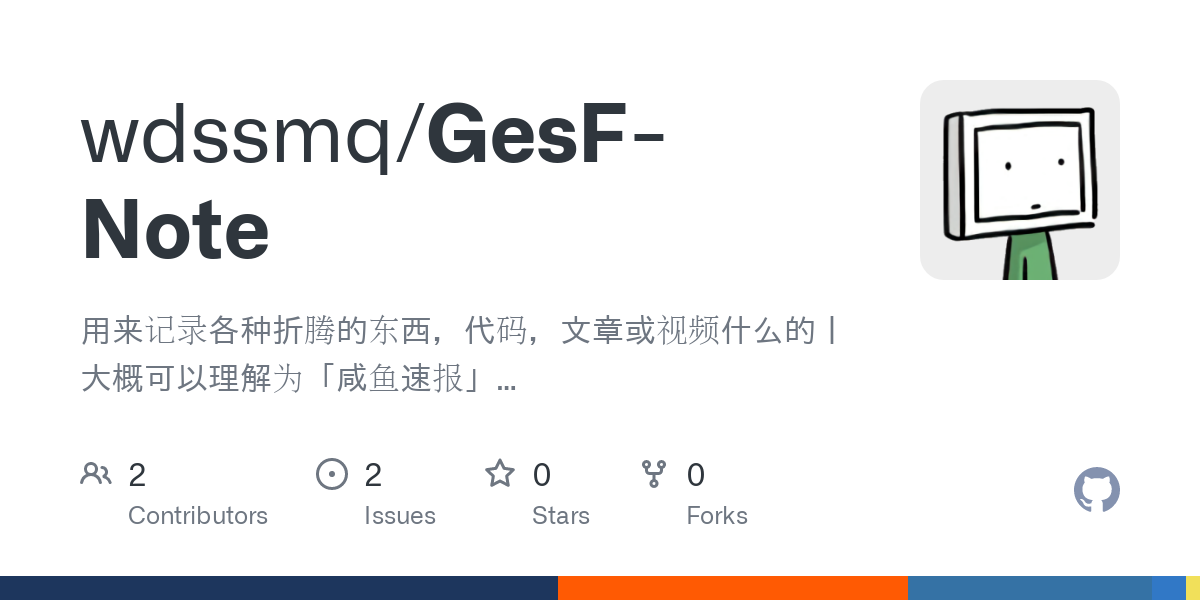 wdssmq/GesF-
Note
用来记录各种折腾的东西，代码，文章或视频什么的丨
大概可以理解为「咸鱼速报」...
2 2 0 0
Contributors Issues Stars Forks